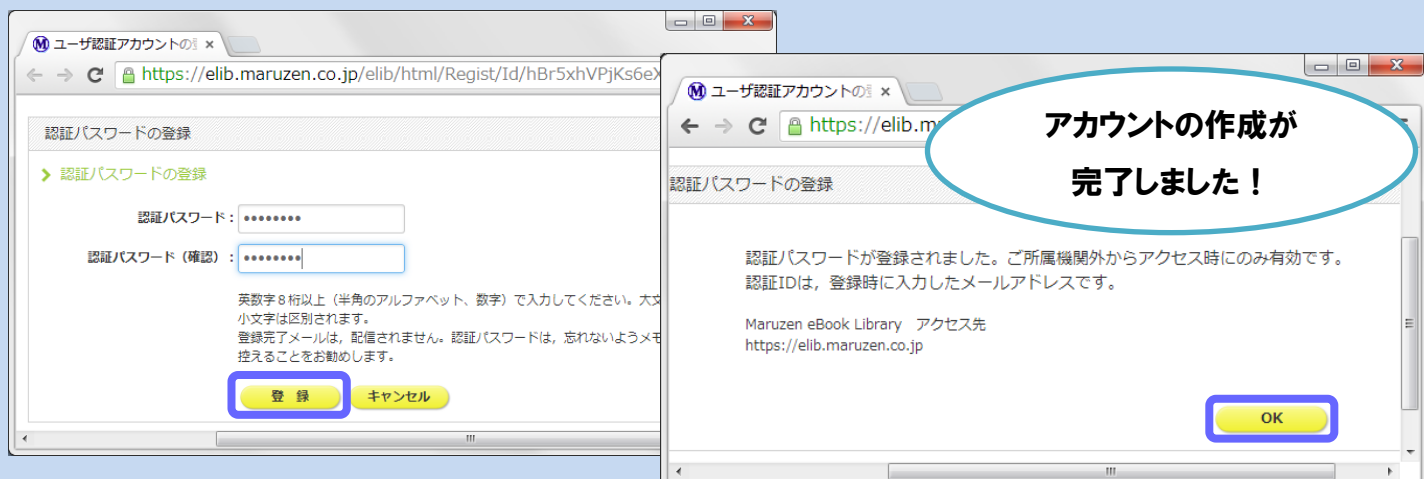 ユーザ認証アカウントの
https://elib.maruzen.co.jp/elib/html/Regist/Id/hBr5xhVPjKs6eX
認証パスワードの登録
認証パスワードの登録
認証パスワード：
認証パスワード（確認）：
英数字８桁以上（半角のアルファベット、数字）で入力してください。大文
小文字は区別されます。
登録完了メールは，配信されません。認証パスワードは，忘れないようメモ
控えることをお勧めします。
登 録
キャンセル
ユーザ認証アカウントの
https://elib.m
アカウントの作成が
完了しました！
認証パスワードの登録
認証パスワードが登録されました。ご所属機関外からアクセス時にのみ有効です。
認証IDは，登録時に入力したメールアドレスです。
Maruzen eBook Library　アクセス先
https://elib.maruzen.co.jp
OK